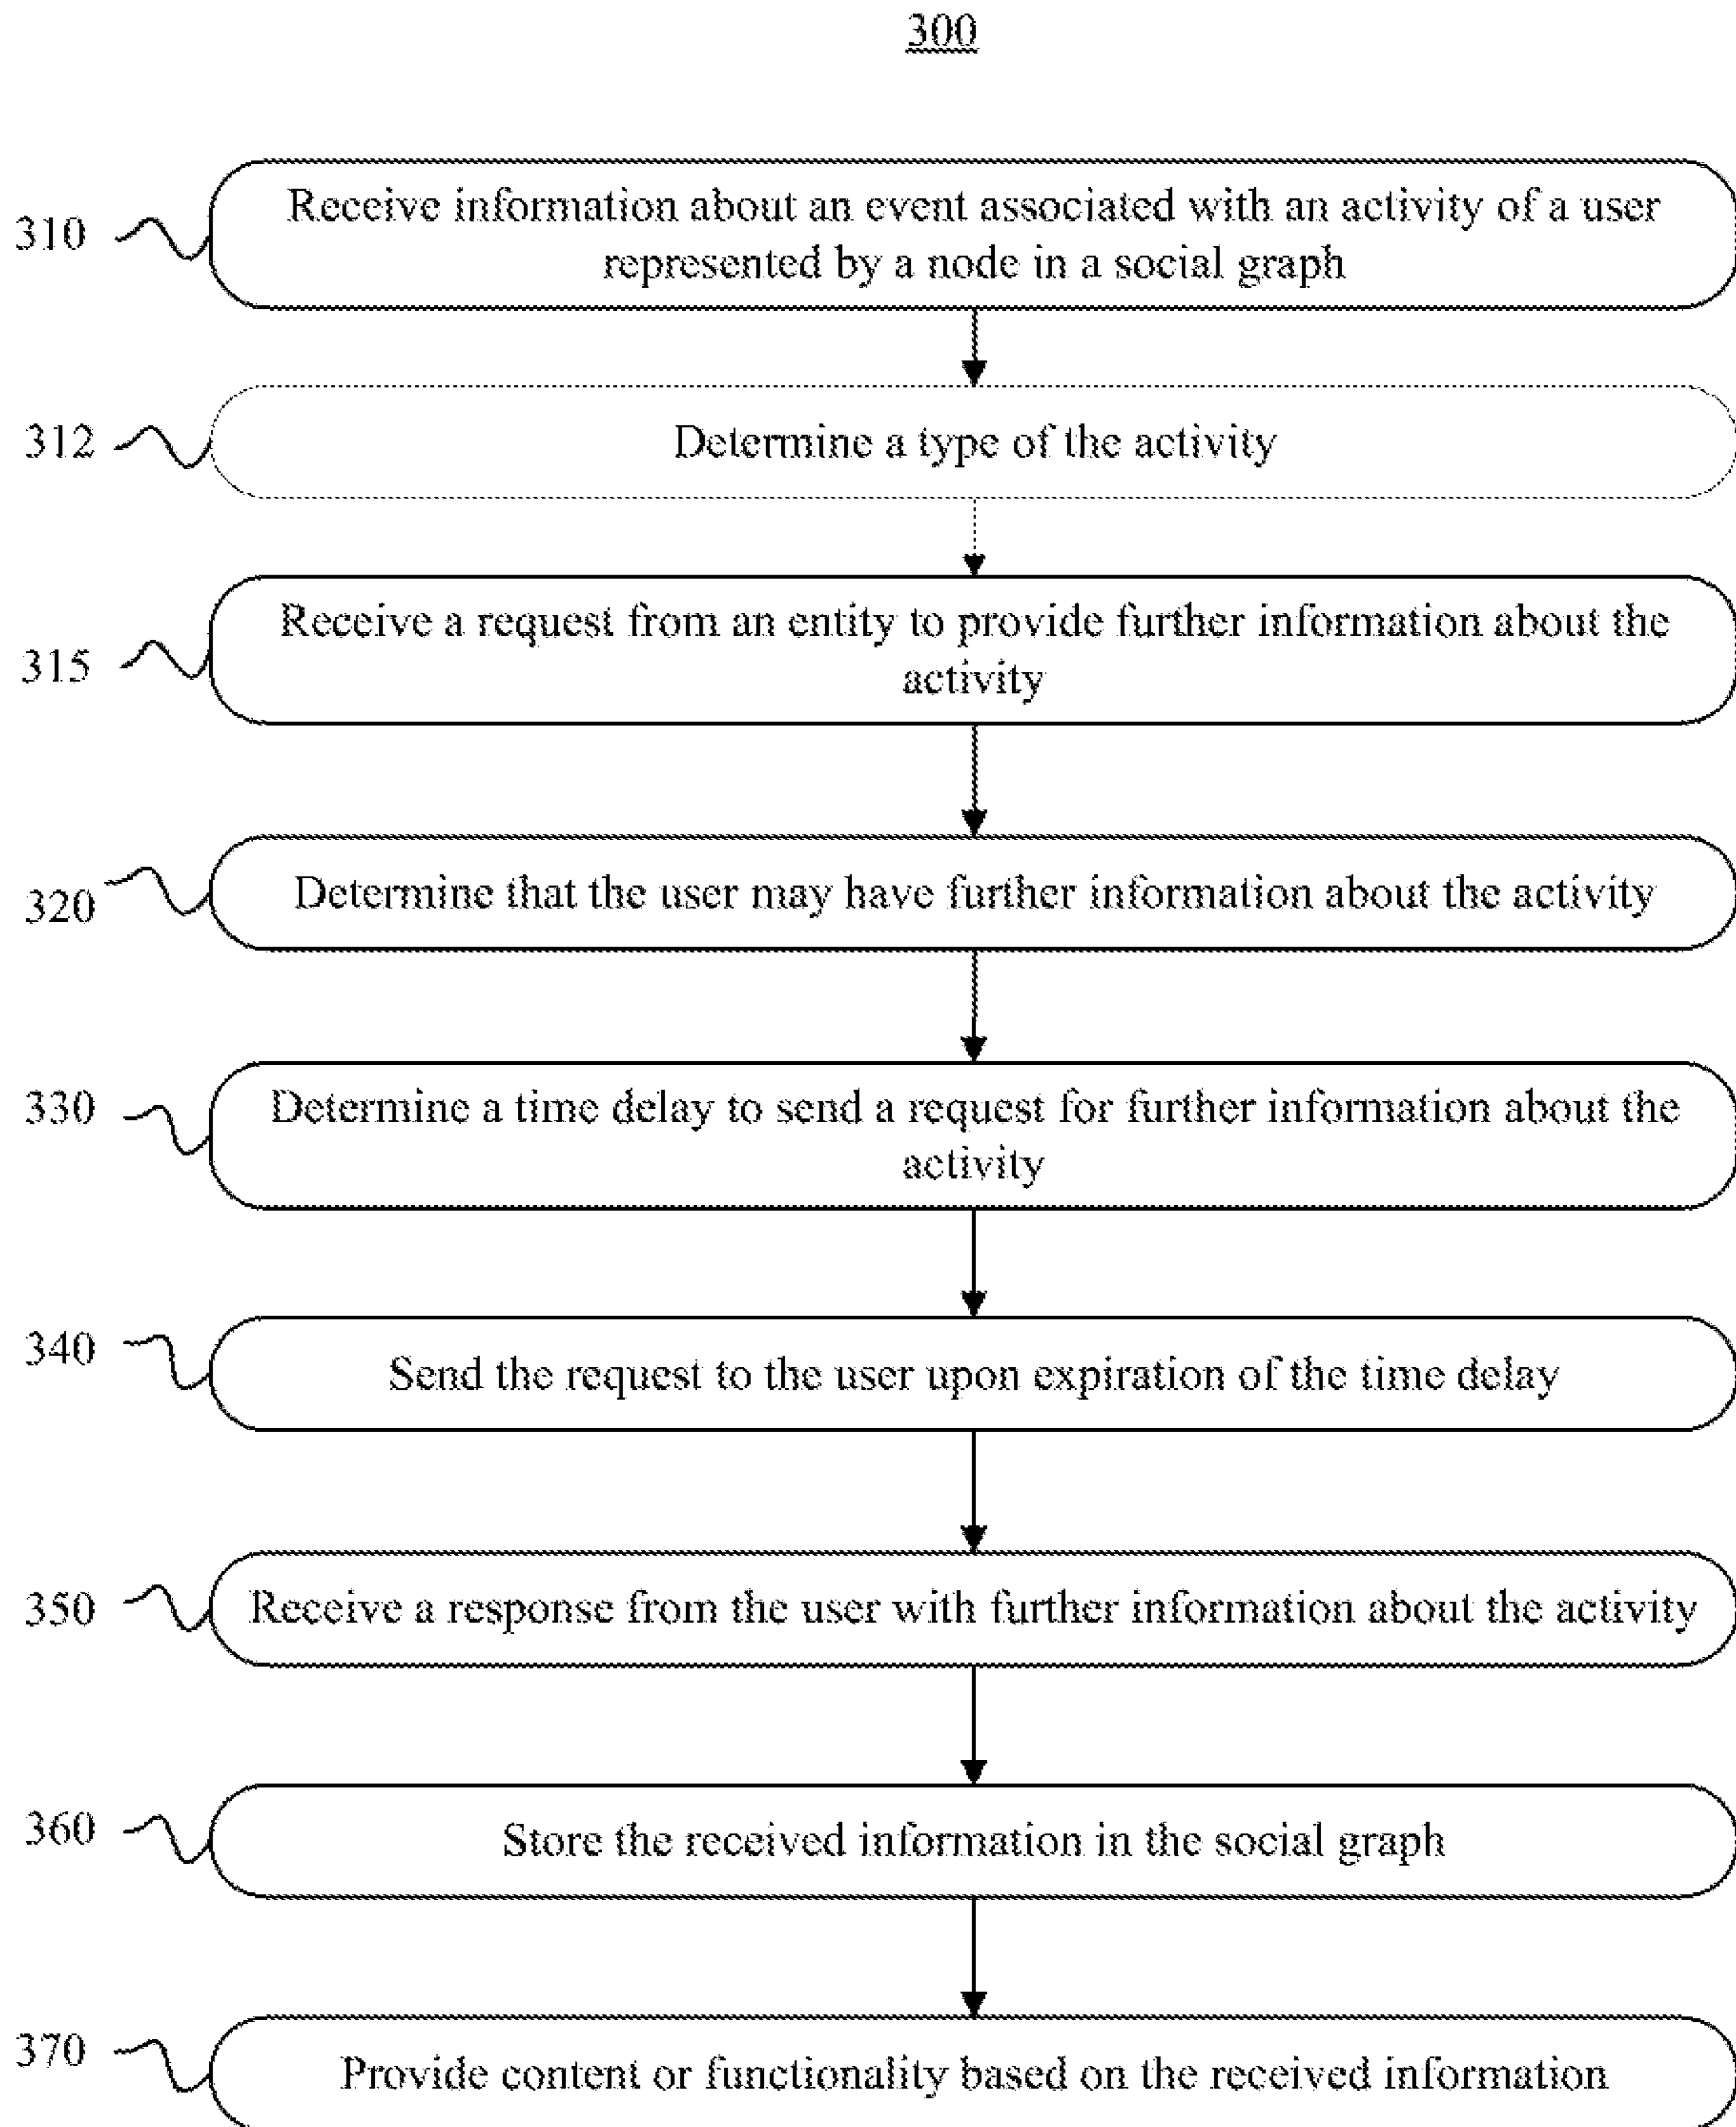 300
310
Receive information about an event associated with an activity of a user
represented by a node in a social graph
312
Determine a type of the activity
315
Receive a request from an entity to provide further information about the
activity
320
Determine that the user may have further information about the activity
330
Determine a time delay to send a request for further information about the
activity
340
Send the request to the user upon expiration of the time delay
350
Receive a response from the user with further information about the activity
360
Store the received information in the social graph
370
Provide content or functionality based on the received information